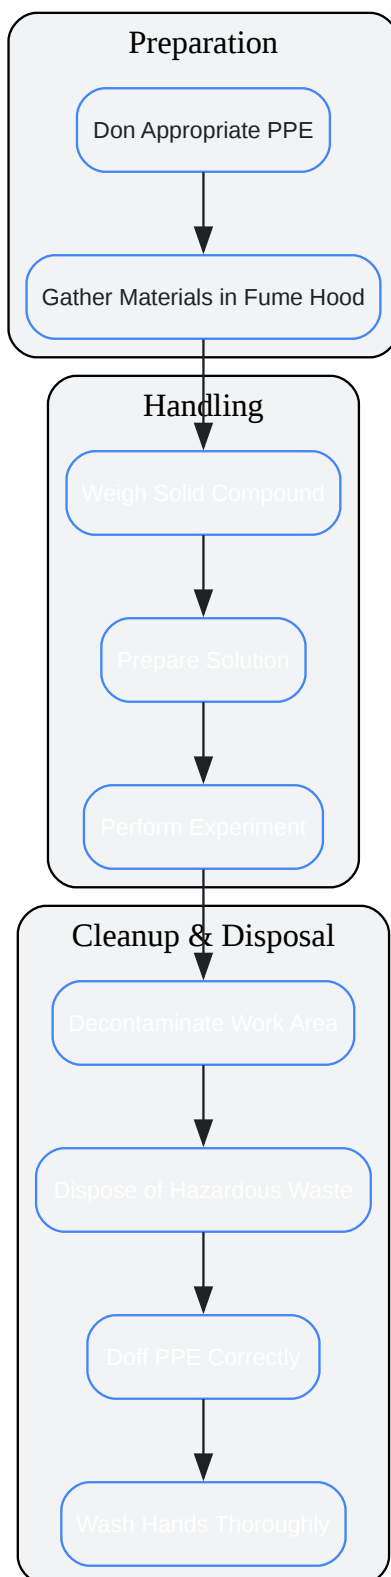 Preparation
Don Appropriate PPE
Gather Materials in Fume Hood
Handling
Weigh Solid Compound
Prepare Solution
Perform Experiment
Cleanup & Disposal
Decontaminate Work Area
Dispose of Hazardous Waste
Doff PPE Correctly
Wash Hands Thoroughly